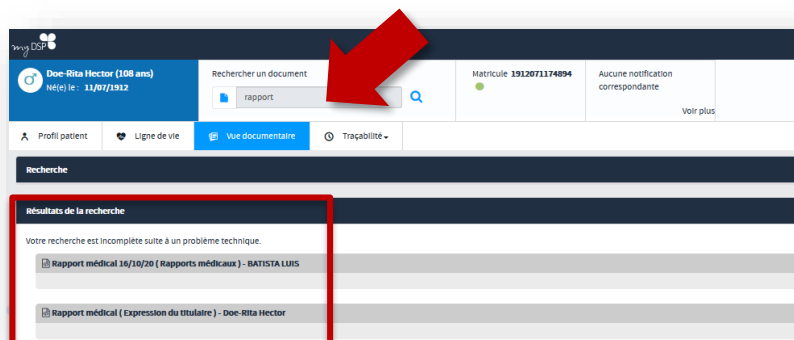 my DSP
Doe-Rita Hector (108 ans)
Né(e) le : 11/07/1912
Rechercher un document
rapport
Matricule 1912071174894
Aucune notification
correspondante
Voir plus
Profil patient
Ligne de vie
Vue documentaire
Traçabilité
Recherche
Résultats de la recherche
Votre recherche est incomplète suite à un problème technique.
Rapport médical 16/10/20 ( Rapports médicaux ) - BATISTA LUIS
Rapport médical ( Expression du titulaire ) - Doe-Rita Hector